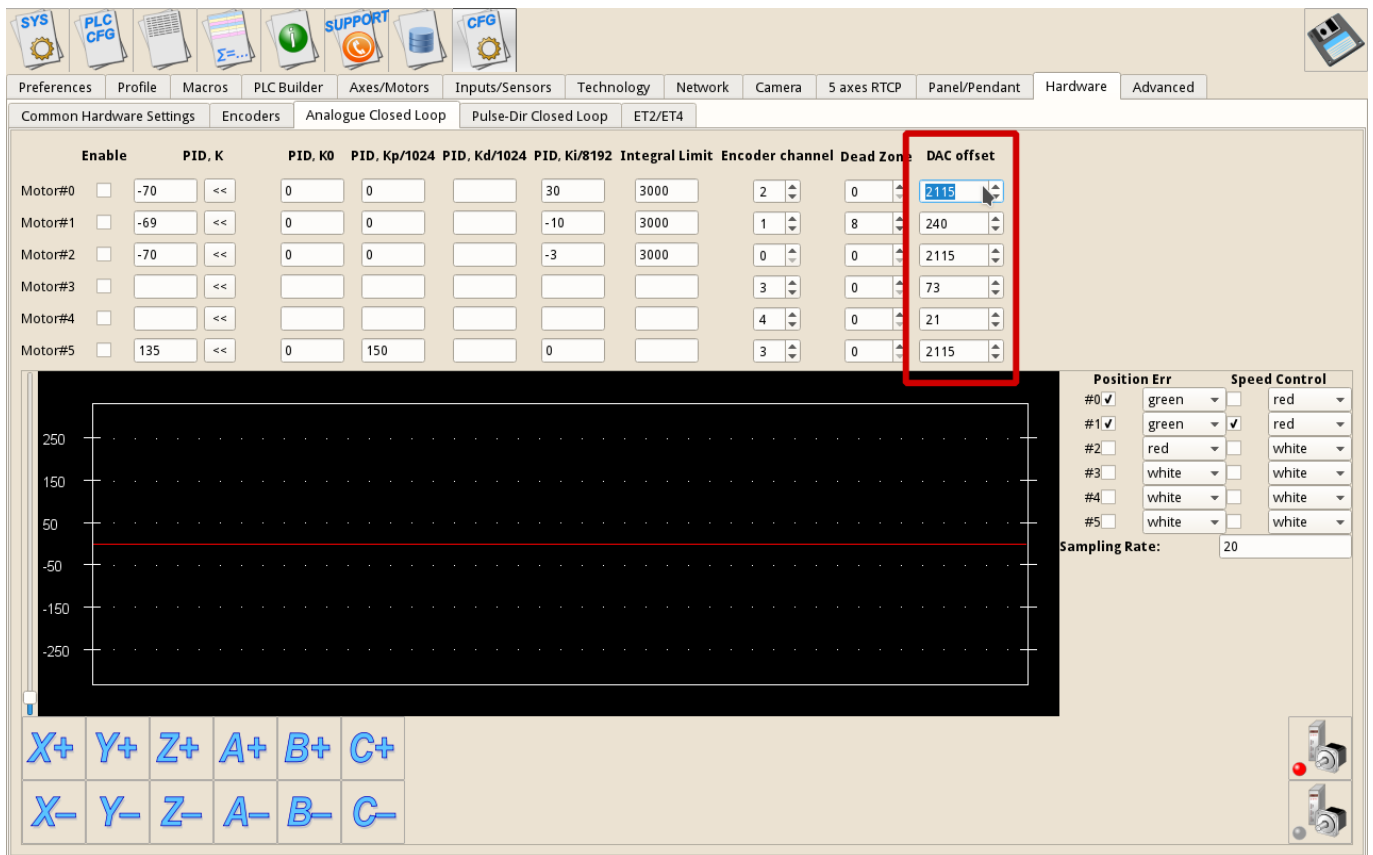 SYS PLC CFG Σ=... SUPPORT CFG
Preferences Profile Macros PLC Builder Axes/Motors Inputs/Sensors Technology Network Camera 5 axes RTCP Panel/Pendant Hardware Advanced
Common Hardware Settings Encoders Analogue Closed Loop Pulse-Dir Closed Loop ET2/ET4
Enable PID, K PID, K0 PID, Kp/1024 PID, Kd/1024 PID, Ki/8192 Integral Limit Encoder channel Dead Zone DAC offset
Motor#0 -70 << 0 0 30 3000 2 0 2115
Motor#1 -69 << 0 0 -10 3000 1 8 240
Motor#2 -70 << 0 0 -3 3000 0 0 2115
Motor#3 << 3 0 73
Motor#4 << 4 0 21
Motor#5 135 << 0 150 0 3 0 2115
Position Err Speed Control
#0 green red
#1 green red
#2 red white
#3 white white
#4 white white
#5 white white
Sampling Rate: 20
250
150
50
-50
-150
-250
X+ Y+ Z+ A+ B+ C+
X- Y- Z- A- B- C-